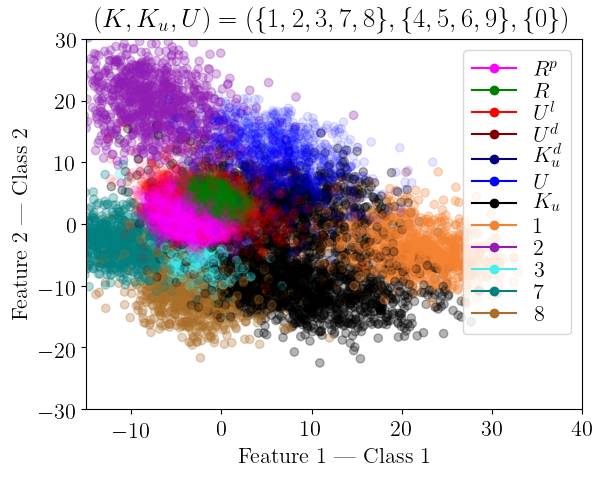 (K, K_u, U) = ({1, 2, 3, 7, 8}, {4, 5, 6, 9}, {0})
30
20
10
0
−10
−20
−30
Feature 2 — Class 2
−10
0
10
20
30
40
Feature 1 — Class 1
R^p
R
U^l
U^d
K_u^d
U
K_u
1
2
3
7
8